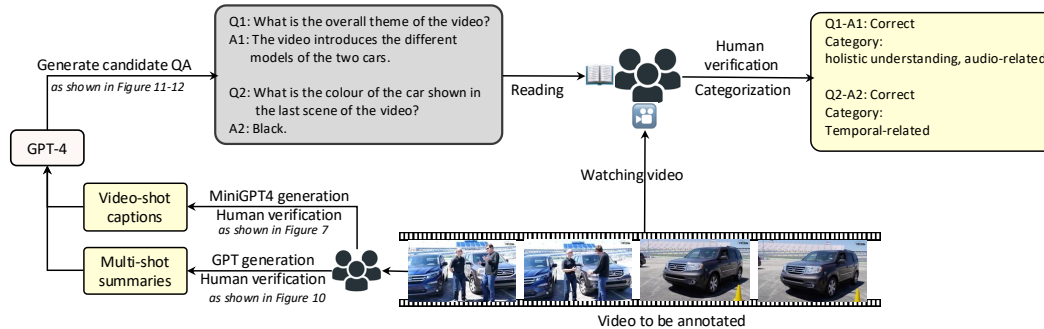 Q1: What is the overall theme of the video?
A1: The video introduces the different
models of the two cars.
Q2: What is the colour of the car shown in
the last scene of the video?
A2: Black.
Generate candidate QA
as shown in Figure 11-12
GPT-4
Reading
Human
verification
Categorization
Q1-A1: Correct
Category:
holistic understanding, audio-related
Q2-A2: Correct
Category:
Temporal-related
Watching video
Video-shot
captions
MiniGPT4 generation
Human verification
as shown in Figure 7
Multi-shot
summaries
GPT generation
Human verification
as shown in Figure 10
Video to be annotated